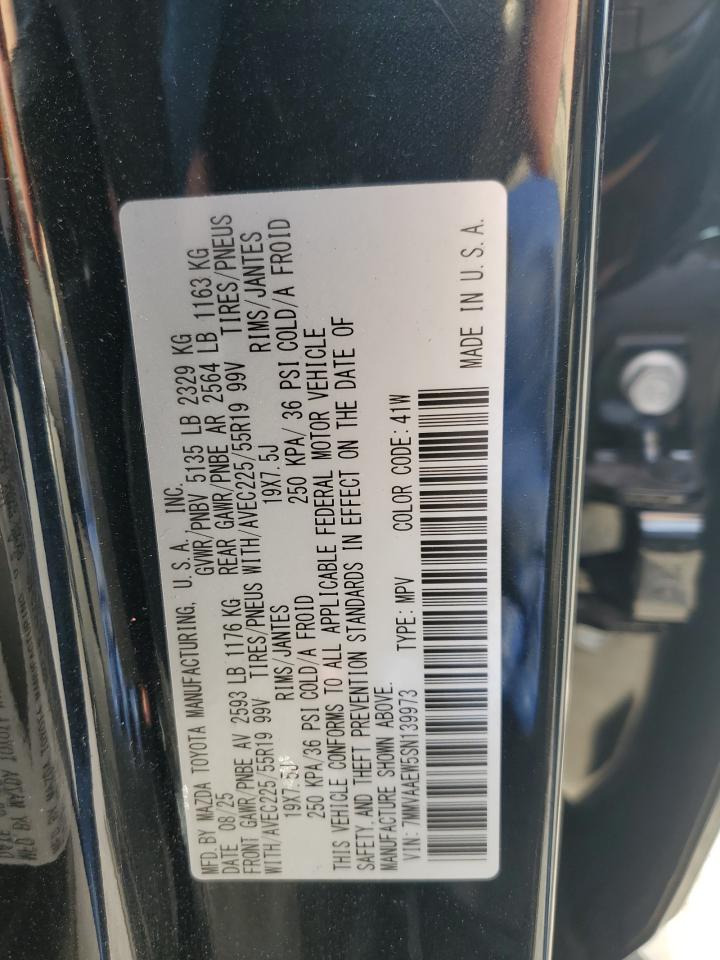 MFD. BY MAZDA TOYOTA MANUFACTURING, U.S.A. INC.
DATE 08/25 GVWR/PNBV 5135 LB 2329 KG
FRONT GAWR/PNBE AV 2593 LB 1176 KG REAR GAWR/PNBE AR 2564 LB 1163 KG
WITH/AVEC225/55R19 99V TIRES/PNEUS WITH/AVEC225/55R19 99V TIRES/PNEUS
19X7.5J RIMS/JANTES 19X7.5J RIMS/JANTES
250 KPA/36 PSI COLD/A FROID 250 KPA/ 36 PSI COLD/A FROID
THIS VEHICLE CONFORMS TO ALL APPLICABLE FEDERAL MOTOR VEHICLE
SAFETY AND THEFT PREVENTION STANDARDS IN EFFECT ON THE DATE OF
MANUFACTURE SHOWN ABOVE.
VIN: 7MMVAAEW5SN139973 TYPE: MPV COLOR CODE: 41W
MADE IN U.S.A.